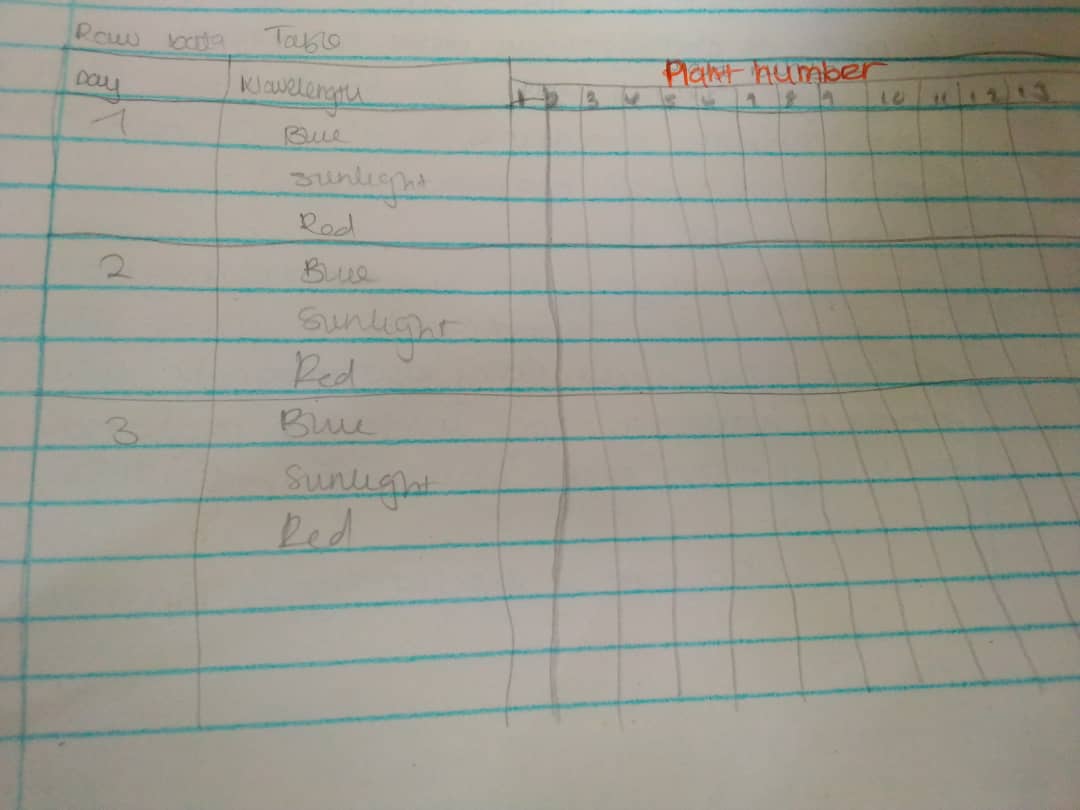 Raw data Table
Day Wavelength Plant number
1 2 3 4 5 6 7 8 9 10 11 12 13
1 Blue
Sunlight
Red
2 Blue
Sunlight
Red
3 Blue
Sunlight
Red